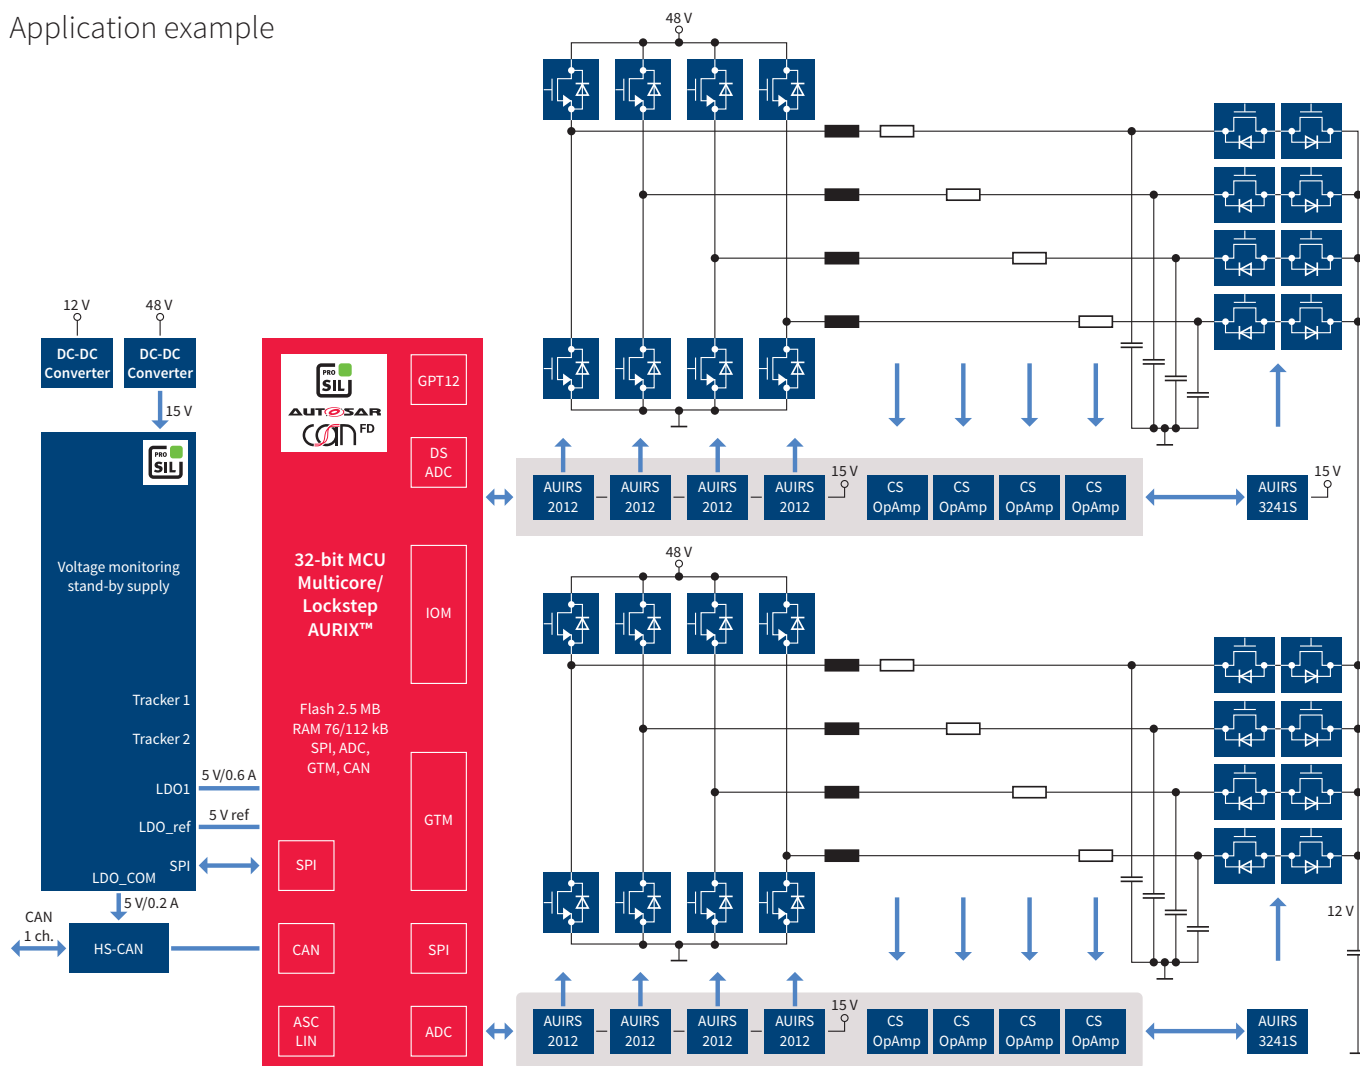 Application example
48 V
12 V
48 V
DC-DC
Converter
DC-DC
Converter
15 V
PRO
SIL
Voltage monitoring
stand-by supply
Tracker 1
Tracker 2
LDO1
LDO_ref
SPI
LDO_COM
5 V/0.6 A
5 V ref
5 V/0.2 A
CAN
1 ch.
HS-CAN
PRO
SIL
AUTOSAR
CAN FD
32-bit MCU
Multicore/
Lockstep
AURIX™
Flash 2.5 MB
RAM 76/112 kB
SPI, ADC,
GTM, CAN
GPT12
DS
ADC
IOM
GTM
SPI
CAN
SPI
ASC
LIN
ADC
AUIRS
2012
AUIRS
2012
AUIRS
2012
AUIRS
2012
15 V
CS
OpAmp
CS
OpAmp
CS
OpAmp
CS
OpAmp
AUIRS
3241S
15 V
48 V
12 V
AUIRS
2012
AUIRS
2012
AUIRS
2012
AUIRS
2012
15 V
CS
OpAmp
CS
OpAmp
CS
OpAmp
CS
OpAmp
AUIRS
3241S